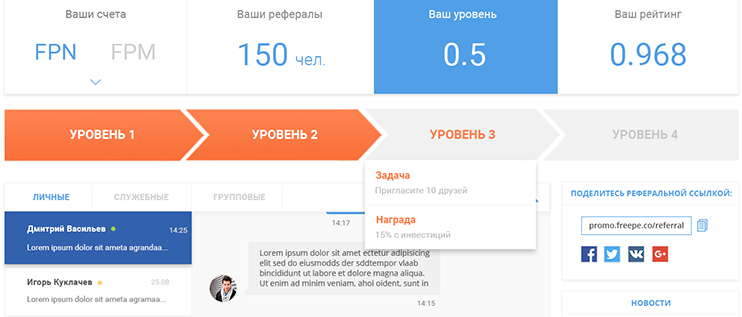 Ваши счета
Ваши рефералы
Ваш уровень
Ваш рейтинг
FPN FPM
150 чел.
0.5
0.968
УРОВЕНЬ 1
УРОВЕНЬ 2
УРОВЕНЬ 3
УРОВЕНЬ 4
Задача
Пригласите 10 друзей
Награда
15% с инвестиций
ЛИЧНЫЕ
СЛУЖЕБНЫЕ
ГРУППОВЫЕ
Дмитрий Васильев
14:25
Lorem ipsum dolor sit ameta agrandaa...
Игорь Куклачев
25.08
Lorem ipsum dolor sit ameta agramaa...
14:17
Lorem ipsum dolor sit amet ectetur adipisicing
elit sed do eiusmodds der sddtempor vlaab
bincididunt ut labore et dolore magna aliqua.
Ut enim ad minim veniam, ahoi oident, sunt in
14:15
ПОДЕЛИТЕСЬ РЕФЕРАЛЬНОЙ ССЫЛКОЙ:
promo.freepe.co/referral
НОВОСТИ